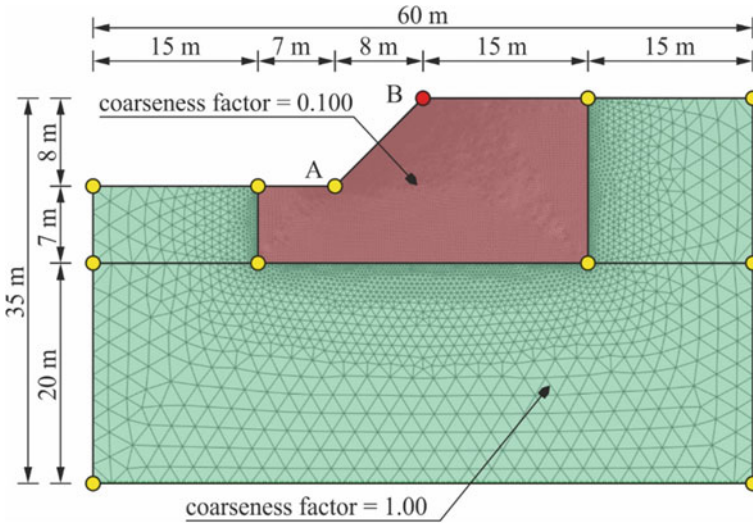 60 m
15 m 7 m 8 m 15 m 15 m
B
coarseness factor = 0.100
8 m
A
7 m
35 m
20 m
coarseness factor = 1.00